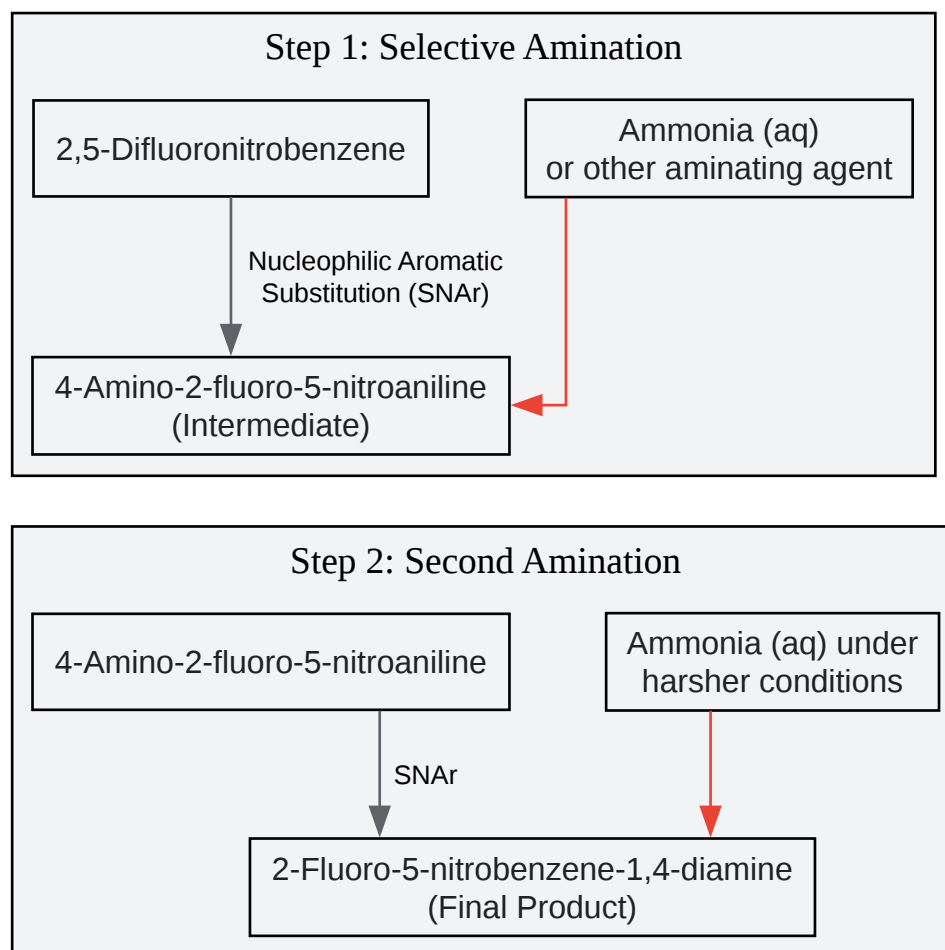 Step 1: Selective Amination
2,5-Difluoronitrobenzene
Ammonia (aq)
or other aminating agent
Nucleophilic Aromatic
Substitution (SNAr)
4-Amino-2-fluoro-5-nitroaniline
(Intermediate)
Step 2: Second Amination
4-Amino-2-fluoro-5-nitroaniline
Ammonia (aq) under
harsher conditions
SNAr
2-Fluoro-5-nitrobenzene-1,4-diamine
(Final Product)